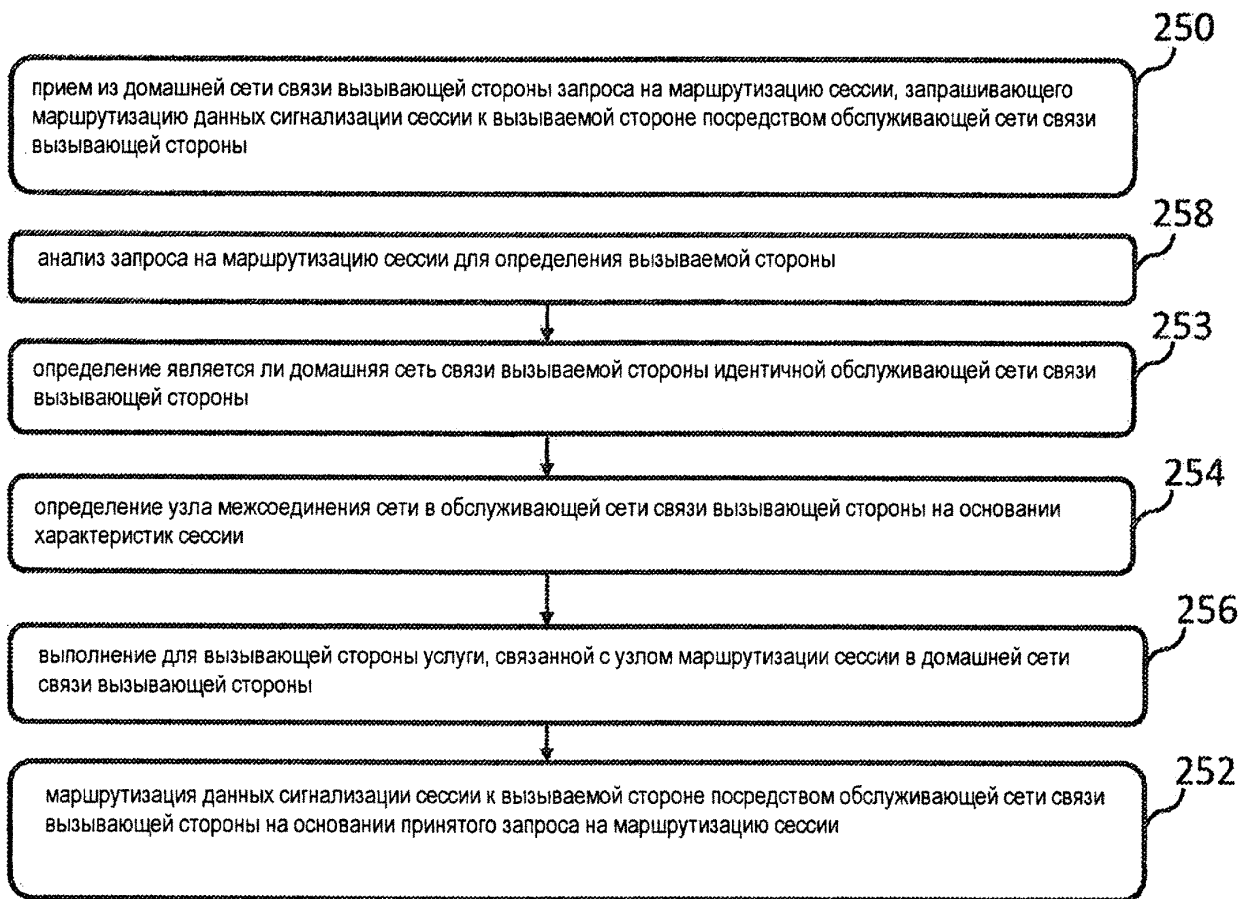 250
прием из домашней сети связи вызывающей стороны запроса на маршрутизацию сессии, запрашивающего
маршрутизацию данных сигнализации сессии к вызываемой стороне посредством обслуживающей сети связи
вызывающей стороны
258
анализ запроса на маршрутизацию сессии для определения вызываемой стороны
253
определение является ли домашняя сеть связи вызываемой стороны идентичной обслуживающей сети связи
вызывающей стороны
254
определение узла межсоединения сети в обслуживающей сети связи вызывающей стороны на основании
характеристик сессии
256
выполнение для вызывающей стороны услуги, связанной с узлом маршрутизации сессии в домашней сети
связи вызывающей стороны
252
маршрутизация данных сигнализации сессии к вызываемой стороне посредством обслуживающей сети связи
вызывающей стороны на основании принятого запроса на маршрутизацию сессии